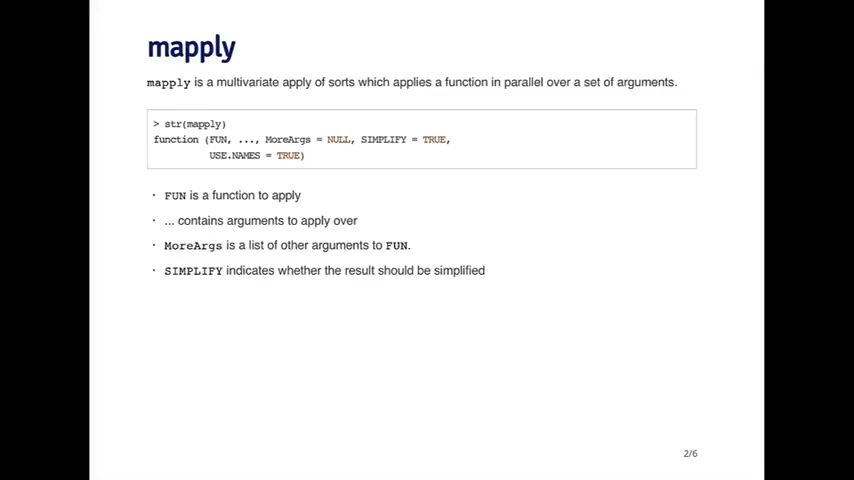 mapply
mapply is a multivariate apply of sorts which applies a function in parallel over a set of arguments.
> str(mapply)
function (FUN, ..., MoreArgs = NULL, SIMPLIFY = TRUE,
USE.NAMES = TRUE)
· FUN is a function to apply
· ... contains arguments to apply over
· MoreArgs is a list of other arguments to FUN.
· SIMPLIFY indicates whether the result should be simplified
2/6